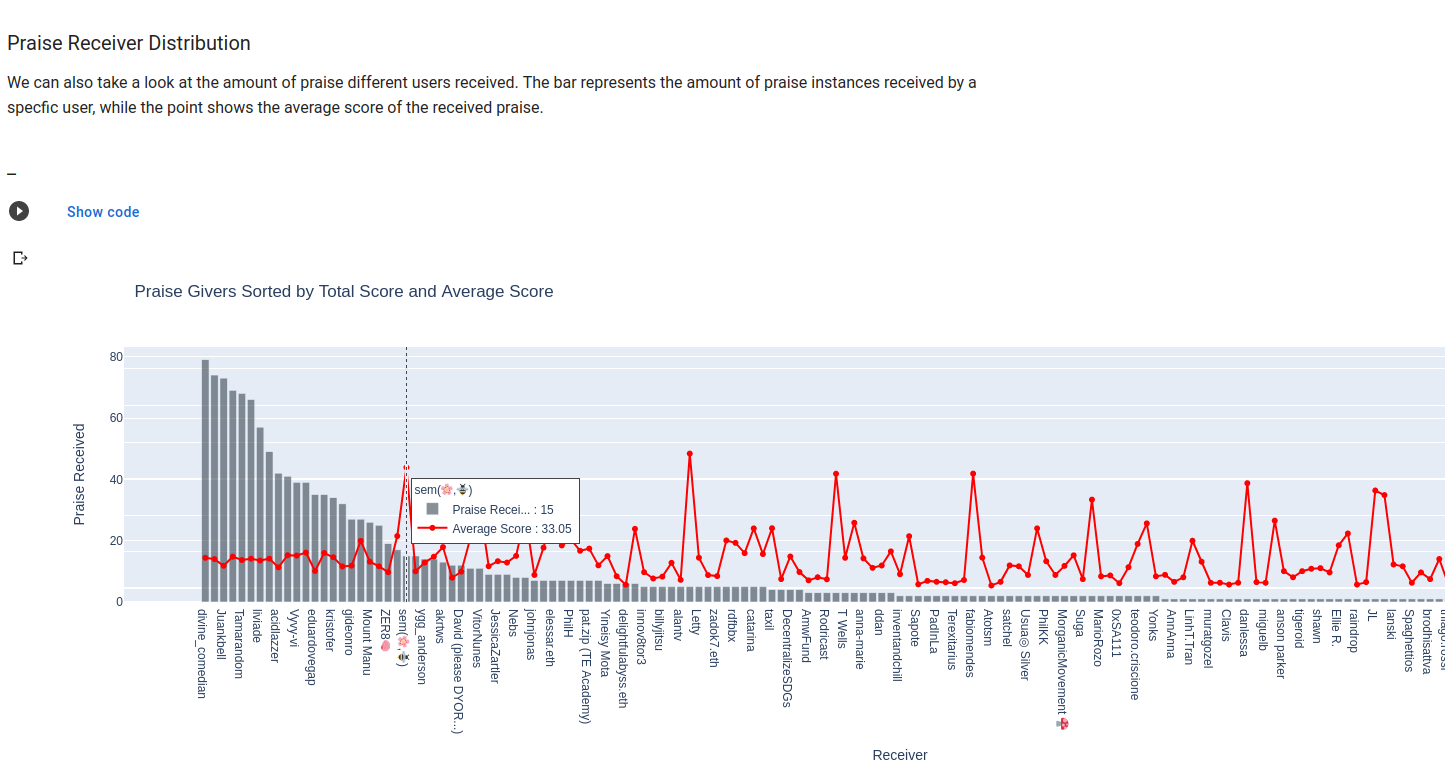 Praise Receiver Distribution
We can also take a look at the amount of praise different users received. The bar represents the amount of praise instances received by a
specfic user, while the point shows the average score of the received praise.
_
Show code
Praise Givers Sorted by Total Score and Average Score
80
60
40
20
0
Praise Received
sem(🌸,🐝)
Praise Recei... : 15
Average Score : 33.05
divine_comedian
Juankbell
Tamarandom
liviade
acidlazzer
Vyvy-vi
eduardovegap
kristofer
gideonro
Mount Manu
ZER8🧠
sem(🌸,🐝)
ygg_anderson
akrtws
David (please DYOR...)
VitorNunes
JessicaZartler
Nebs
johnjonas
elessar.eth
PhilH
pat.zip (TE Academy)
Yineisy Mota
delightfulabyss.eth
innov8tor3
billyjitsu
alantv
Letty
zadok7.eth
rdfbbx
catarina
taxil
DecentralizeSDGs
AmwFund
Rodricast
T Wells
anna-marie
ddan
inventandchill
Sapote
PadInLa
Terexitarius
fabiomendes
Atotsm
satchel
Usua◎ Silver
PhilKK
MorganicMovement 🍄
Suga
MarioRozo
0xSA111
teodoro.criscione
Yonks
AnnAnna
LinhT.Tran
muratgozel
Clavis
danlessa
miguelb
anson parker
tigeroid
shawn
Ellie R.
raindrop
JL
lanski
Spaghettios
brodhisattva
Receiver